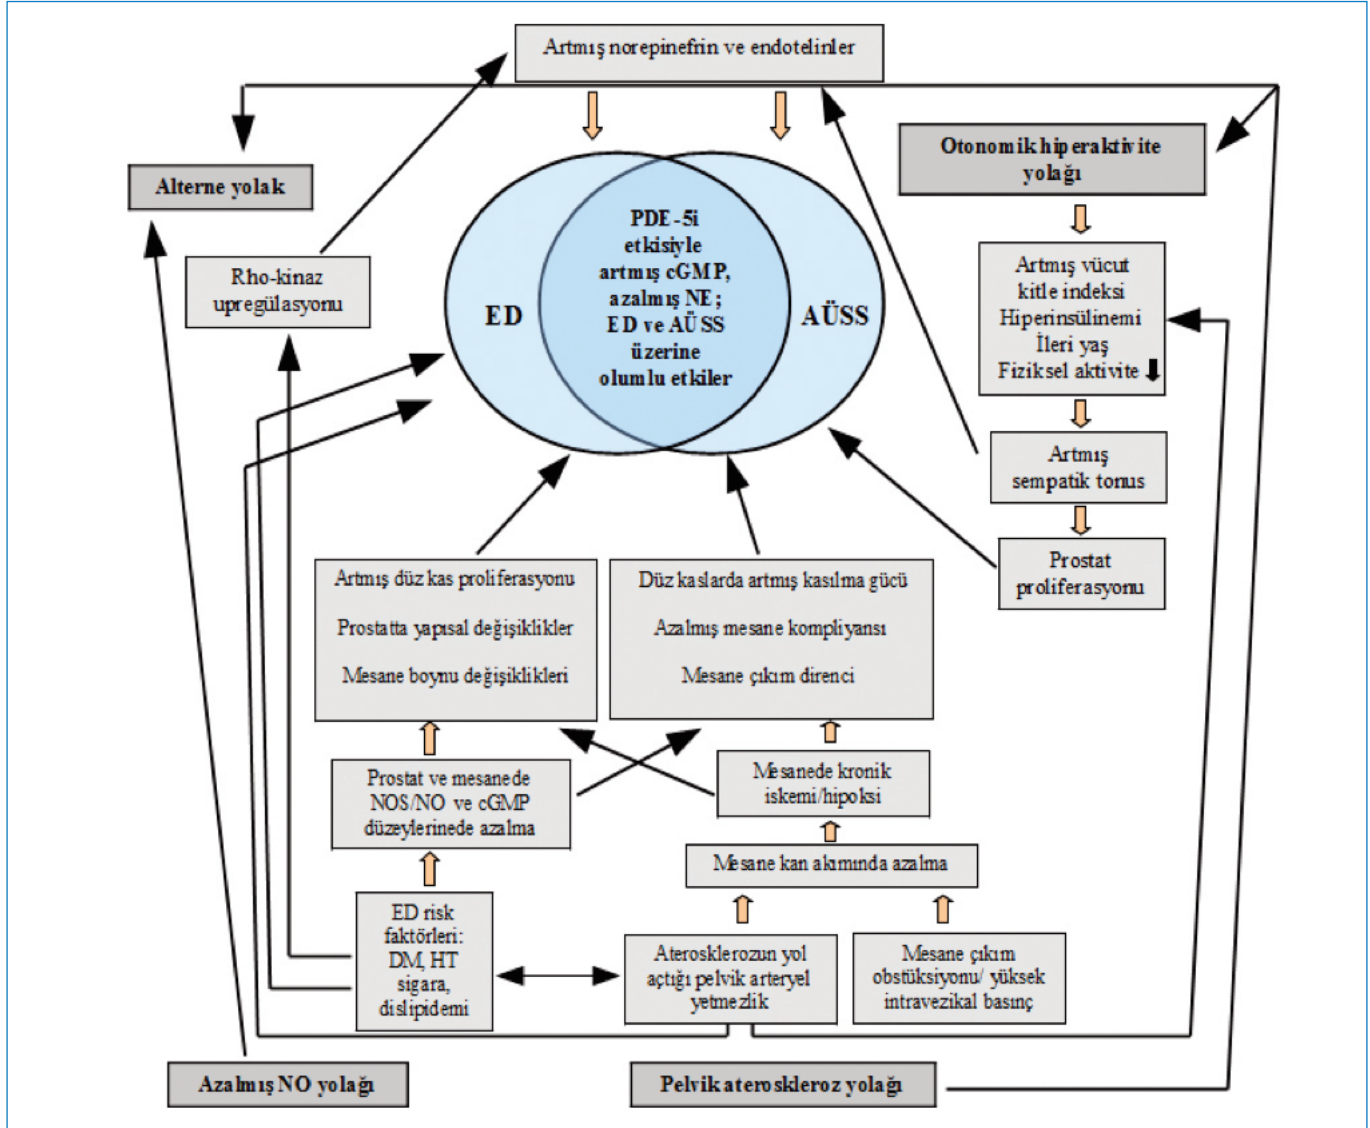 Artmış norepinefrin ve endotelinler
Otonomik hiperaktivite
yolağı
Alterne yolak
Rho-kinaz
upregülasyonu
PDE-5i
etkisiyle
artmış cGMP,
azalmış NE;
ED ve AÜSS
üzerine
olumlu etkiler
ED
AÜSS
Artmış vücut
kitle indeksi
Hiperinsülinemi
İleri yaş
Fiziksel aktivite
Artmış
sempatik tonus
Prostat
proliferasyonu
Artmış düz kas proliferasyonu
Prostatta yapısal değişiklikler
Mesane boynu değişiklikleri
Düz kaslarda artmış kasılma gücü
Azalmış mesane kompliyansı
Mesane çıkım direnci
Prostat ve mesanede
NOS/NO ve cGMP
düzeylerinede azalma
Mesanede kronik
iskemi/hipoksi
Mesane kan akımında azalma
ED risk
faktörleri:
DM, HT
sigara,
dislipidemi
Aterosklerozun yol
açtığı pelvik arteryel
yetmezlik
Mesane çıkım
obstüksiyonu/ yüksek
intravezikal basınç
Azalmış NO yolağı
Pelvik ateroskleroz yolağı